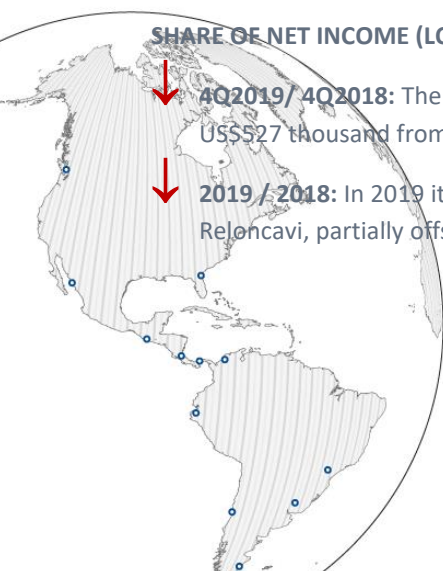 SHARE OF NET INCOME (LO
4Q2019/ 4Q2018: The
US$527 thousand from
2019 / 2018: In 2019 it
Reloncavi, partially offs